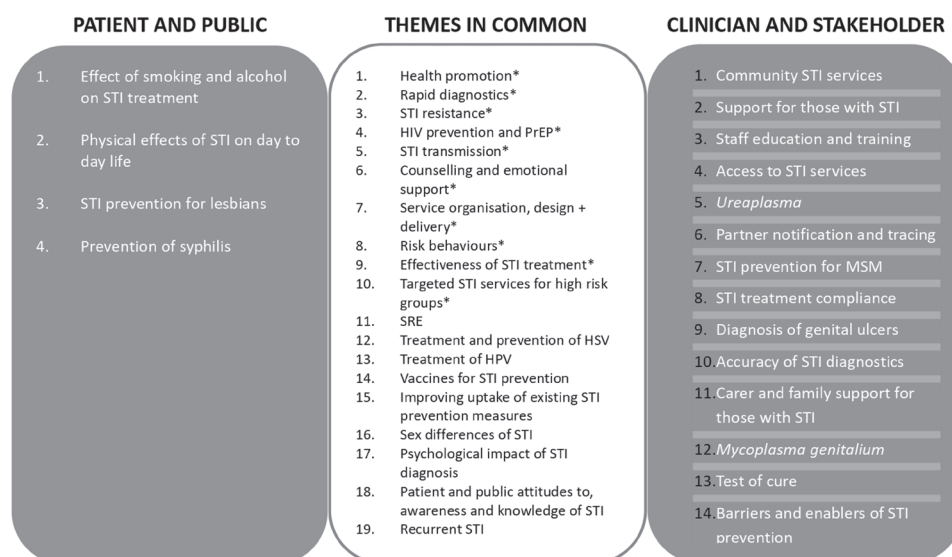 PATIENT AND PUBLIC
1. Effect of smoking and alcohol
on STI treatment
2. Physical effects of STI on day to
day life
3. STI prevention for lesbians
4. Prevention of syphilis
THEMES IN COMMON
1. Health promotion*
2. Rapid diagnostics*
3. STI resistance*
4. HIV prevention and PrEP*
5. STI transmission*
6. Counselling and emotional
support*
7. Service organisation, design +
delivery*
8. Risk behaviours*
9. Effectiveness of STI treatment*
10. Targeted STI services for high risk
groups*
11. SRE
12. Treatment and prevention of HSV
13. Treatment of HPV
14. Vaccines for STI prevention
15. Improving uptake of existing STI
prevention measures
16. Sex differences of STI
17. Psychological impact of STI
diagnosis
18. Patient and public attitudes to,
awareness and knowledge of STI
19. Recurrent STI
CLINICIAN AND STAKEHOLDER
1. Community STI services
2. Support for those with STI
3. Staff education and training
4. Access to STI services
5. Ureaplasma
6. Partner notification and tracing
7. STI prevention for MSM
8. STI treatment compliance
9. Diagnosis of genital ulcers
10. Accuracy of STI diagnostics
11. Carer and family support for
those with STI
12. Mycoplasma genitalium
13. Test of cure
14. Barriers and enablers of STI
prevention